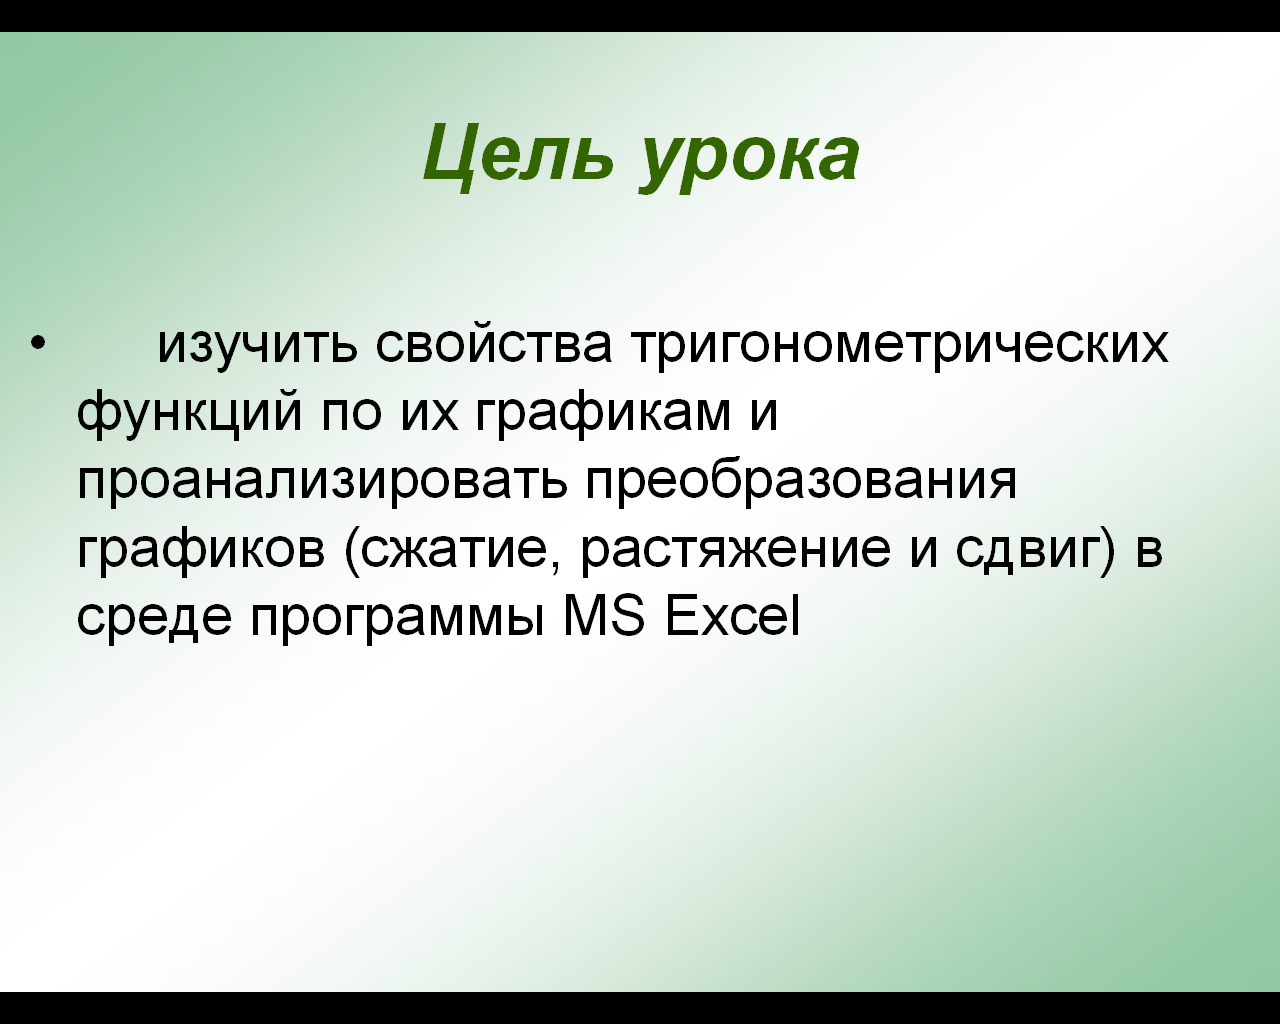 Цель урока
• изучить свойства тригонометрических
функций по их графикам и
проанализировать преобразования
графиков (сжатие, растяжение и сдвиг) в
среде программы MS Excel